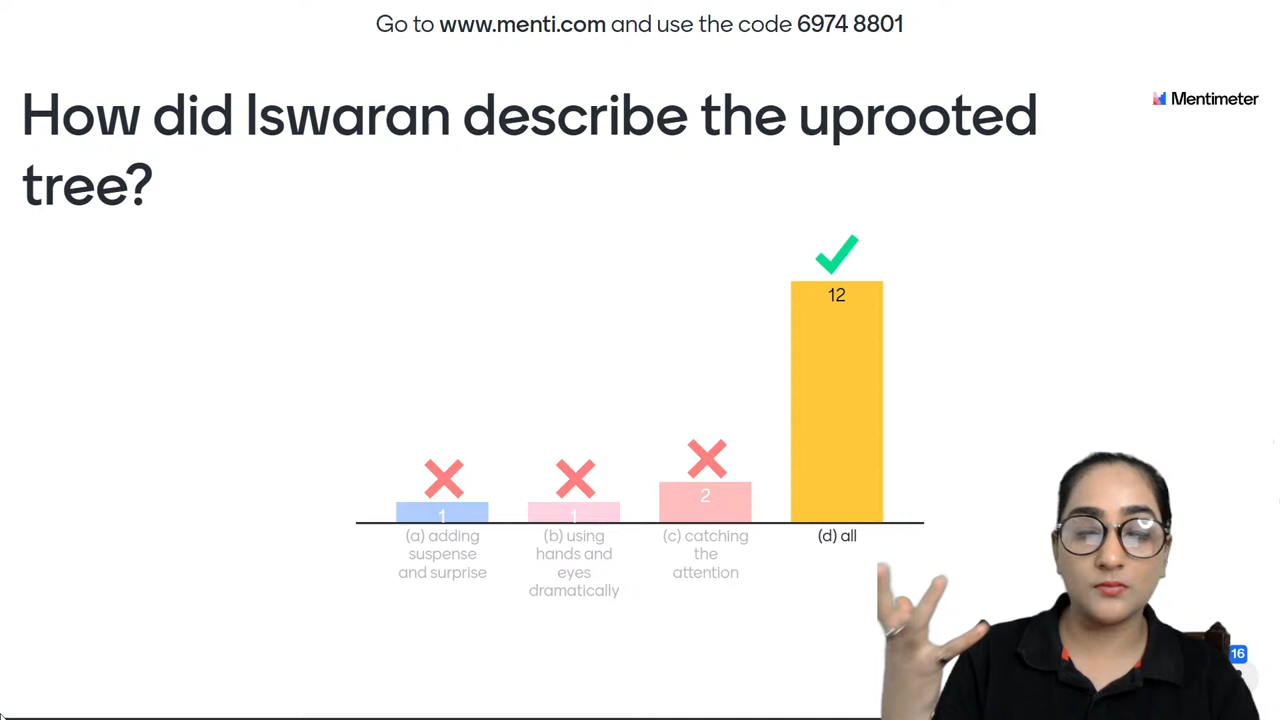 Go to www.menti.com and use the code 6974 8801
How did Iswaran describe the uprooted
tree?
Mentimeter
12
2
1
1
(a) adding
suspense
and surprise
(b) using
hands and
eyes
dramatically
(c) catching
the
attention
(d) all
16